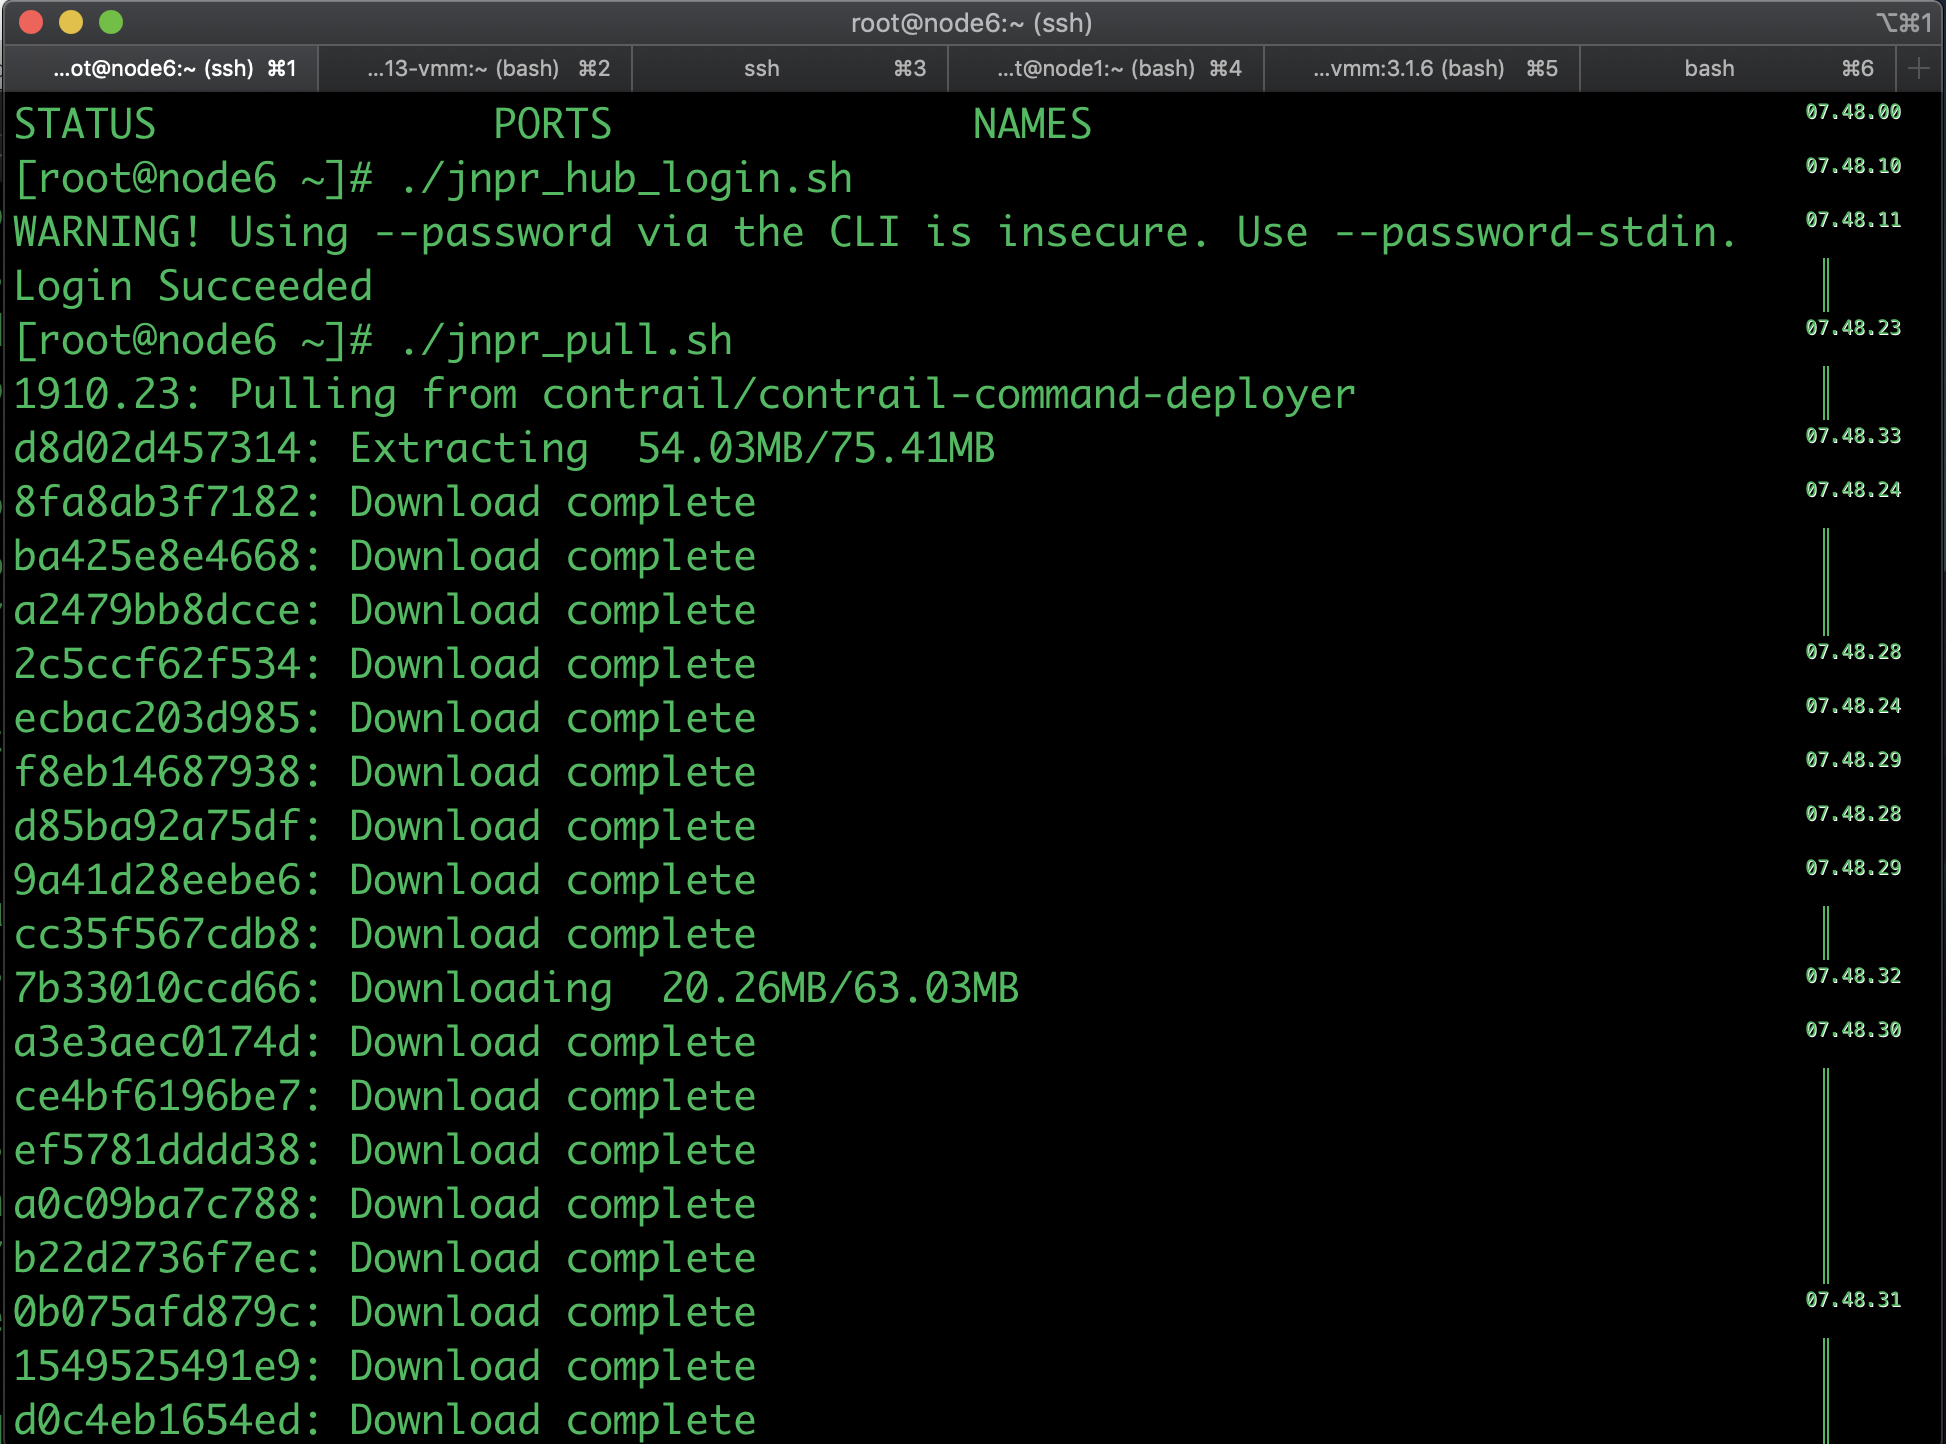 root@node6:~ (ssh) ⌥⌘1
...ot@node6:~ (ssh) ⌘1 ...13-vmm:~ (bash) ⌘2 ssh ⌘3 ...t@node1:~ (bash) ⌘4 ...vmm:3.1.6 (bash) ⌘5 bash ⌘6 +
STATUS PORTS NAMES 07.48.00
[root@node6 ~]# ./jnpr_hub_login.sh 07.48.10
WARNING! Using --password via the CLI is insecure. Use --password-stdin. 07.48.11
Login Succeeded
[root@node6 ~]# ./jnpr_pull.sh 07.48.23
1910.23: Pulling from contrail/contrail-command-deployer
d8d02d457314: Extracting 54.03MB/75.41MB 07.48.33
8fa8ab3f7182: Download complete 07.48.24
ba425e8e4668: Download complete
a2479bb8dcce: Download complete
2c5ccf62f534: Download complete 07.48.28
ecbac203d985: Download complete 07.48.24
f8eb14687938: Download complete 07.48.29
d85ba92a75df: Download complete 07.48.28
9a41d28eebe6: Download complete 07.48.29
cc35f567cdb8: Download complete
7b33010ccd66: Downloading 20.26MB/63.03MB 07.48.32
a3e3aec0174d: Download complete 07.48.30
ce4bf6196be7: Download complete
ef5781dddd38: Download complete
a0c09ba7c788: Download complete
b22d2736f7ec: Download complete
0b075afd879c: Download complete 07.48.31
1549525491e9: Download complete
d0c4eb1654ed: Download complete